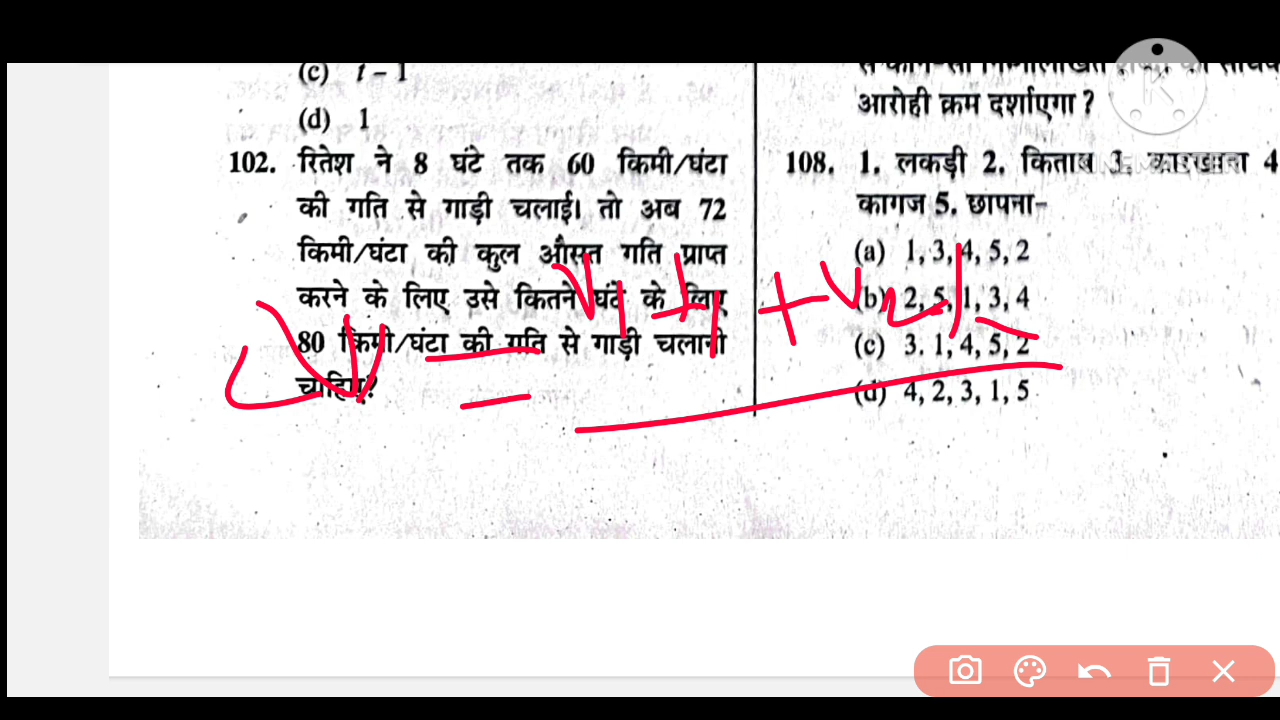 (c) t – 1
(d) 1
102. रितेश ने 8 घंटे तक 60 किमी/घंटा
की गति से गाड़ी चलाई। तो अब 72
किमी/घंटा की कुल औसत गति प्राप्त
करने के लिए उसे कितने घंटे के लिए
80 किमी/घंटा की गति से गाड़ी चलानी
चाहिए?
आरोही क्रम दर्शाएगा ?
108. 1. लकड़ी 2. किताब 3. कारखाना 4
कागज 5. छापना–
(a) 1, 3, 4, 5, 2
(b) 2, 5, 1, 3, 4
(c) 3. 1, 4, 5, 2
(d) 4, 2, 3, 1, 5